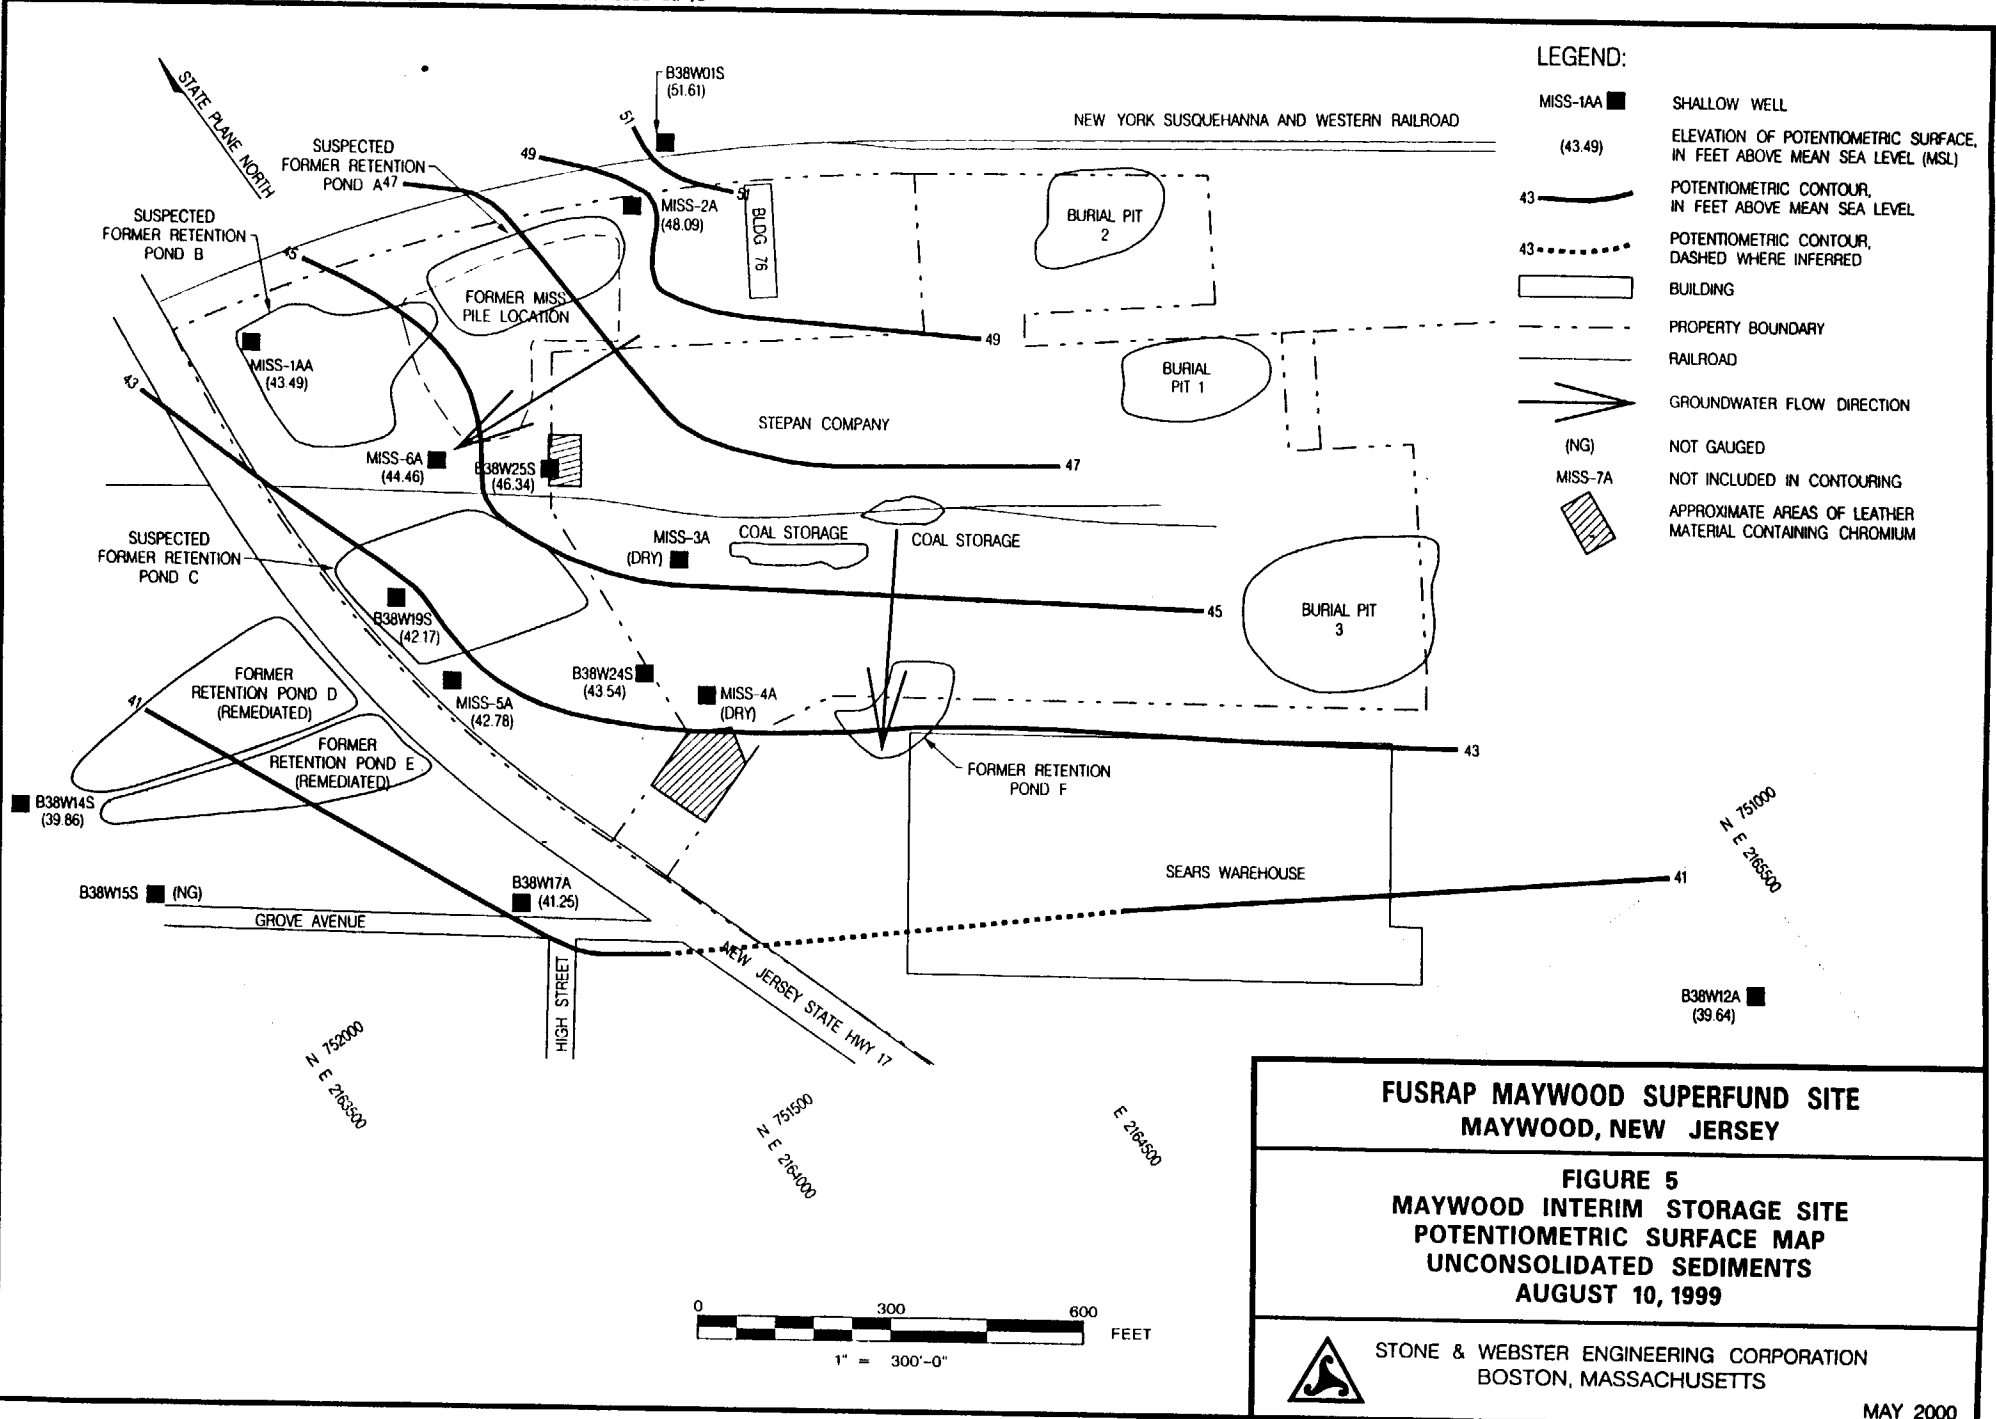 LEGEND:
MISS-1AA
SHALLOW WELL
(43.49)
ELEVATION OF POTENTIOMETRIC SURFACE,
IN FEET ABOVE MEAN SEA LEVEL (MSL)
43
POTENTIOMETRIC CONTOUR,
IN FEET ABOVE MEAN SEA LEVEL
43
POTENTIOMETRIC CONTOUR,
DASHED WHERE INFERRED
BUILDING
PROPERTY BOUNDARY
RAILROAD
GROUNDWATER FLOW DIRECTION
(NG)
NOT GAUGED
MISS-7A
NOT INCLUDED IN CONTOURING
APPROXIMATE AREAS OF LEATHER
MATERIAL CONTAINING CHROMIUM
STATE PLANE NORTH
B38W01S
(51.61)
51
51
NEW YORK SUSQUEHANNA AND WESTERN RAILROAD
SUSPECTED
FORMER RETENTION
POND A
47
49
MISS-2A
(48.09)
BLDG 76
BURIAL PIT
2
SUSPECTED
FORMER RETENTION
POND B
45
FORMER MISS
PILE LOCATION
49
MISS-1AA
(43.49)
43
BURIAL
PIT 1
STEPAN COMPANY
MISS-6A
(44.46)
B38W25S
(46.34)
47
SUSPECTED
FORMER RETENTION
POND C
MISS-3A
(DRY)
COAL STORAGE
COAL STORAGE
45
BURIAL PIT
3
B38W19S
(42.17)
B38W24S
(43.54)
MISS-4A
(DRY)
MISS-5A
(42.78)
FORMER
RETENTION POND D
(REMEDIATED)
41
FORMER
RETENTION POND E
(REMEDIATED)
43
FORMER RETENTION
POND F
B38W14S
(39.86)
B38W15S
(NG)
B38W17A
(41.25)
GROVE AVENUE
HIGH STREET
NEW JERSEY STATE HWY 17
SEARS WAREHOUSE
41
N 751000
E 2165500
B38W12A
(39.64)
N 752000
E 2163500
N 751500
E 2164000
E 2164500
0 300 600
FEET
1" = 300'-0"
FUSRAP MAYWOOD SUPERFUND SITE
MAYWOOD, NEW JERSEY
FIGURE 5
MAYWOOD INTERIM STORAGE SITE
POTENTIOMETRIC SURFACE MAP
UNCONSOLIDATED SEDIMENTS
AUGUST 10, 1999
STONE & WEBSTER ENGINEERING CORPORATION
BOSTON, MASSACHUSETTS
MAY 2000